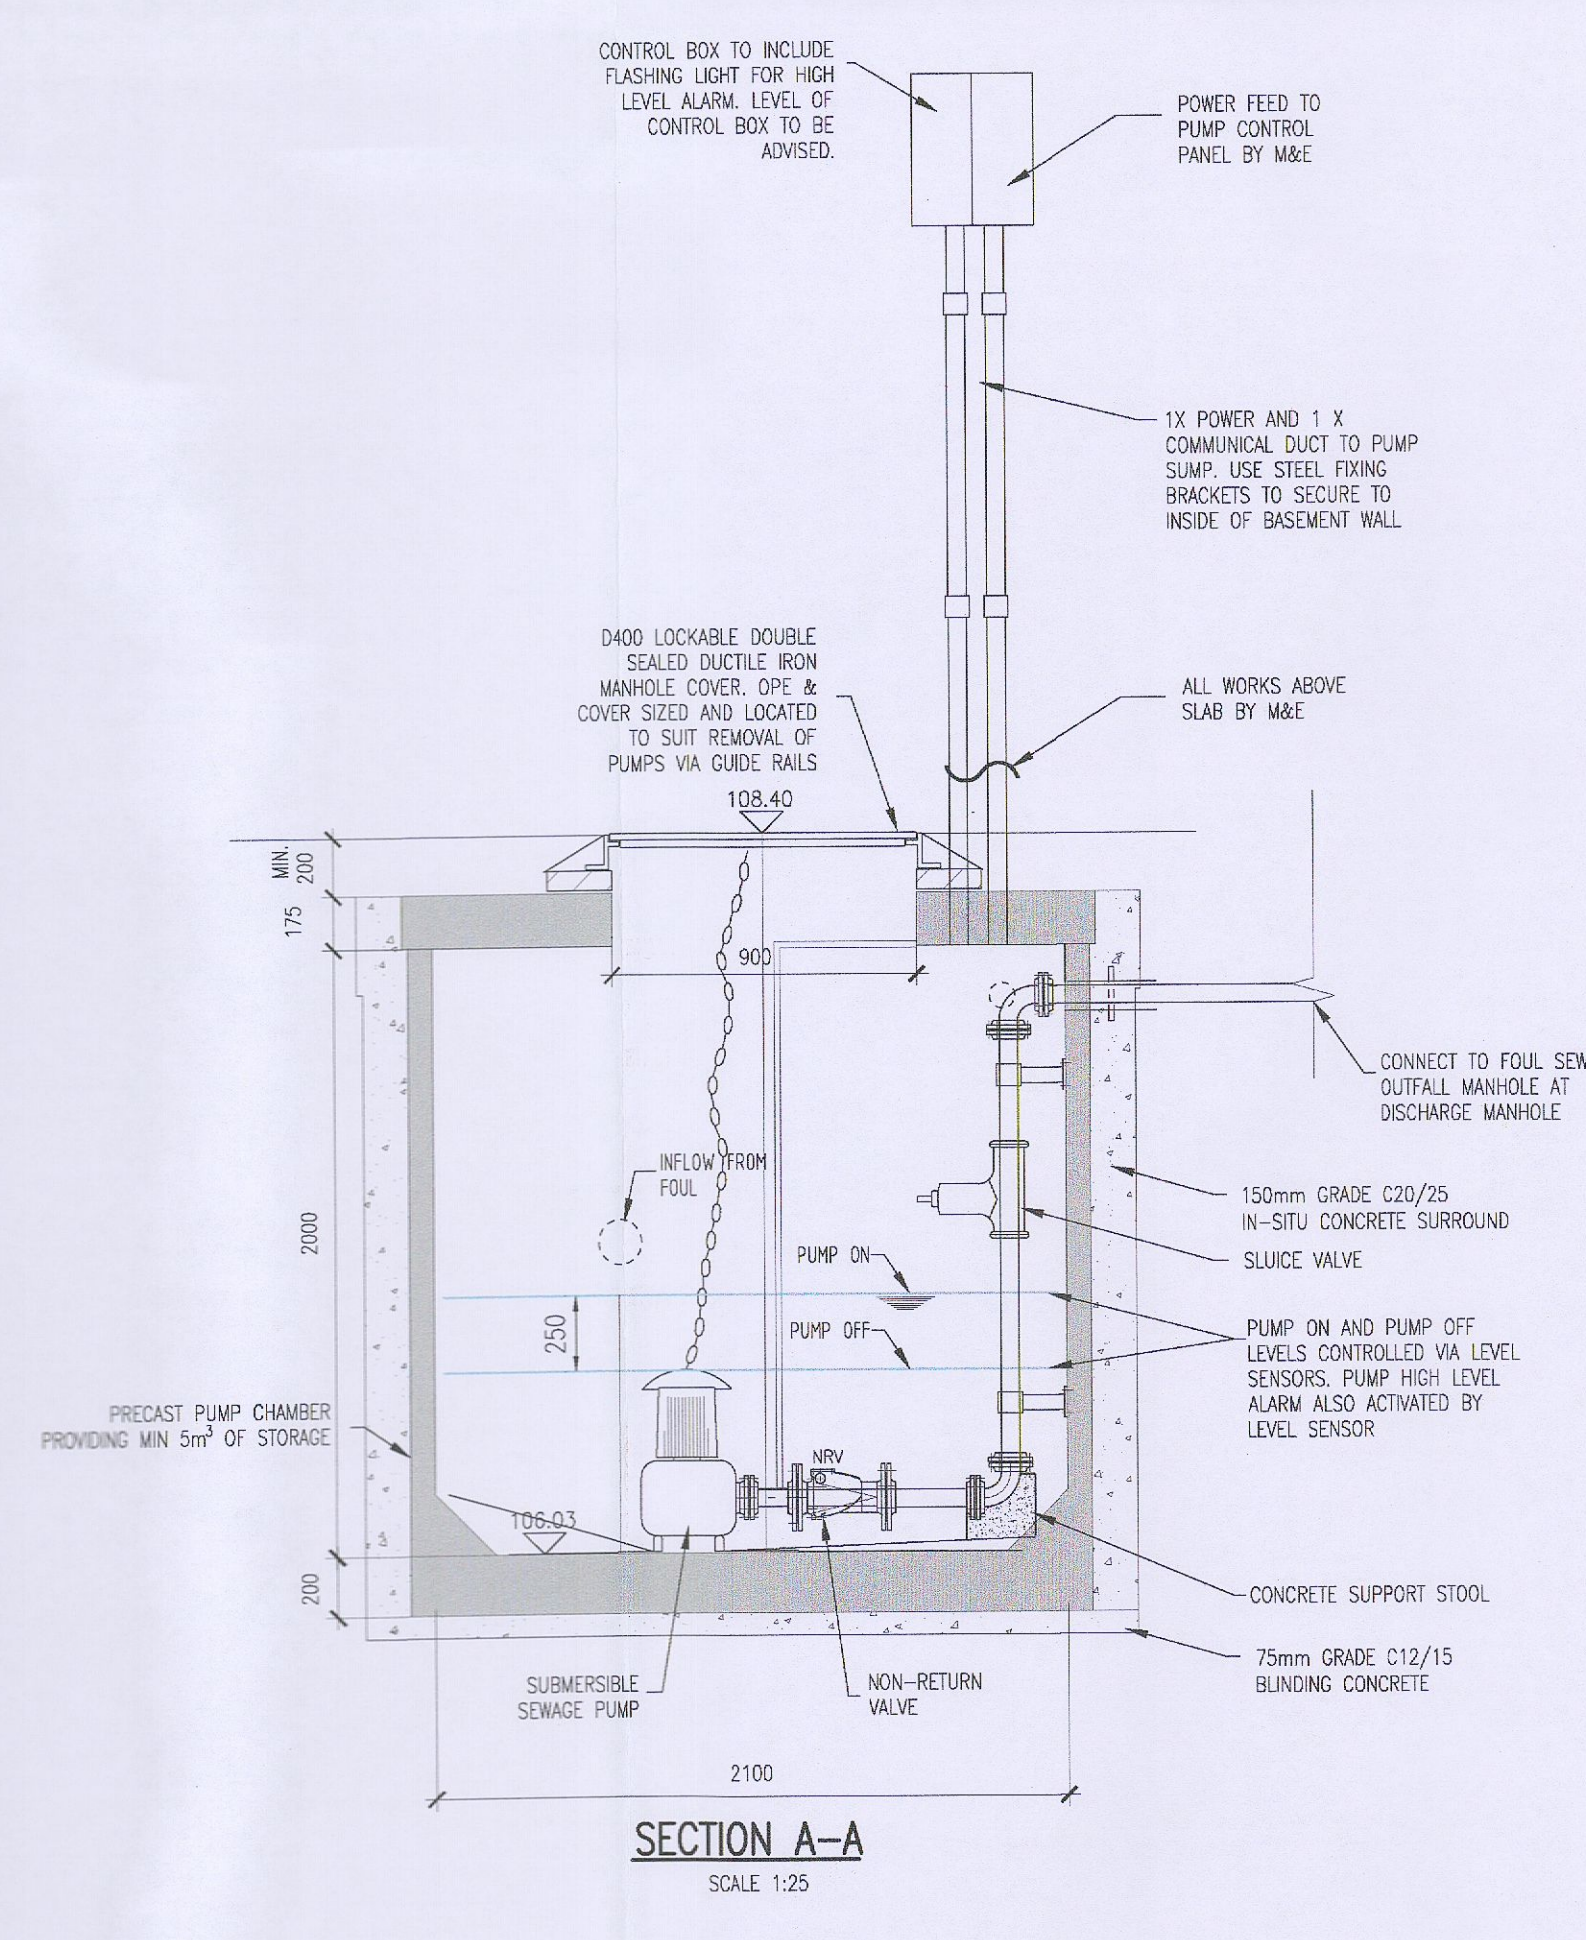 CONTROL BOX TO INCLUDE
FLASHING LIGHT FOR HIGH
LEVEL ALARM. LEVEL OF
CONTROL BOX TO BE
ADVISED.
POWER FEED TO
PUMP CONTROL
PANEL BY M&E
1X POWER AND 1 X
COMMUNICAL DUCT TO PUMP
SUMP. USE STEEL FIXING
BRACKETS TO SECURE TO
INSIDE OF BASEMENT WALL
D400 LOCKABLE DOUBLE
SEALED DUCTILE IRON
MANHOLE COVER. OPE &
COVER SIZED AND LOCATED
TO SUIT REMOVAL OF
PUMPS VIA GUIDE RAILS
ALL WORKS ABOVE
SLAB BY M&E
108.40
MIN.
200
175
900
CONNECT TO FOUL SEW
OUTFALL MANHOLE AT
DISCHARGE MANHOLE
INFLOW FROM
FOUL
150mm GRADE C20/25
IN-SITU CONCRETE SURROUND
2000
PUMP ON
SLUICE VALVE
250
PUMP OFF
PUMP ON AND PUMP OFF
LEVELS CONTROLLED VIA LEVEL
SENSORS. PUMP HIGH LEVEL
ALARM ALSO ACTIVATED BY
LEVEL SENSOR
PRECAST PUMP CHAMBER
PROVIDING MIN 5m³ OF STORAGE
NRV
106.03
200
CONCRETE SUPPORT STOOL
75mm GRADE C12/15
BLINDING CONCRETE
SUBMERSIBLE
SEWAGE PUMP
NON-RETURN
VALVE
2100
SECTION A-A
SCALE 1:25